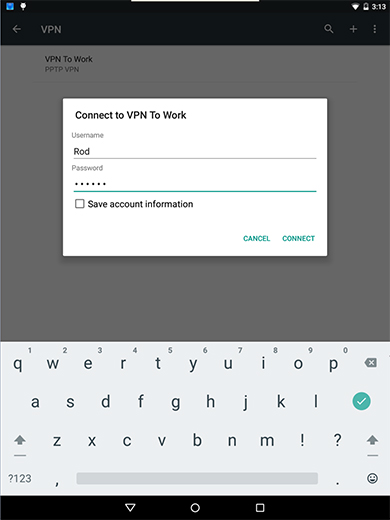 3:13
VPN
VPN To Work
PPTP VPN
Connect to VPN To Work
Username
Rod
Password
••••••
Save account information
CANCEL CONNECT
1 2 3 4 5 6 7 8 9 0
q w e r t y u i o p
a s d f g h j k l
z x c v b n m ! ?
?123 , .